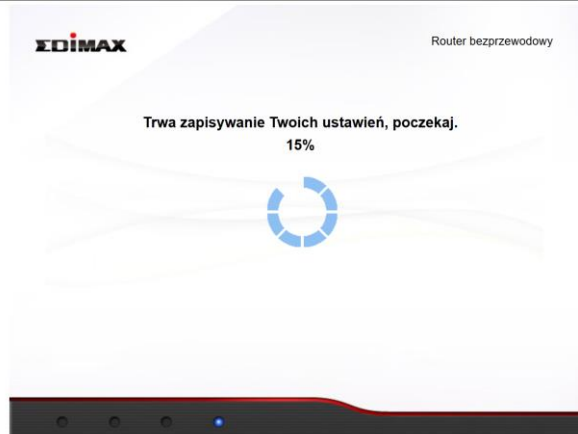 EDIMAX
Router bezprzewodowy
Trwa zapisywanie Twoich ustawień, poczekaj.
15%